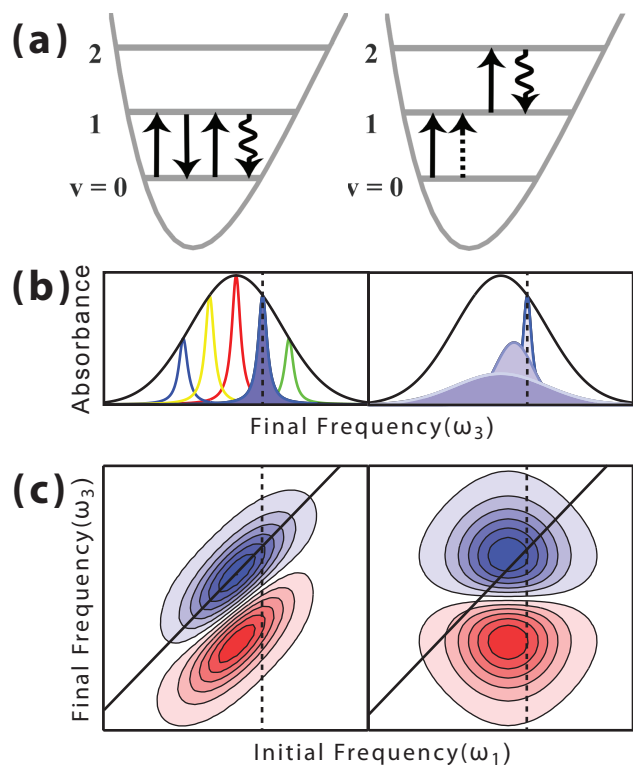 (a)
2
2
1
1
v = 0
v = 0
(b)
Absorbance
Final Frequency(ω3)
(c)
Final Frequency(ω3)
Initial Frequency(ω1)